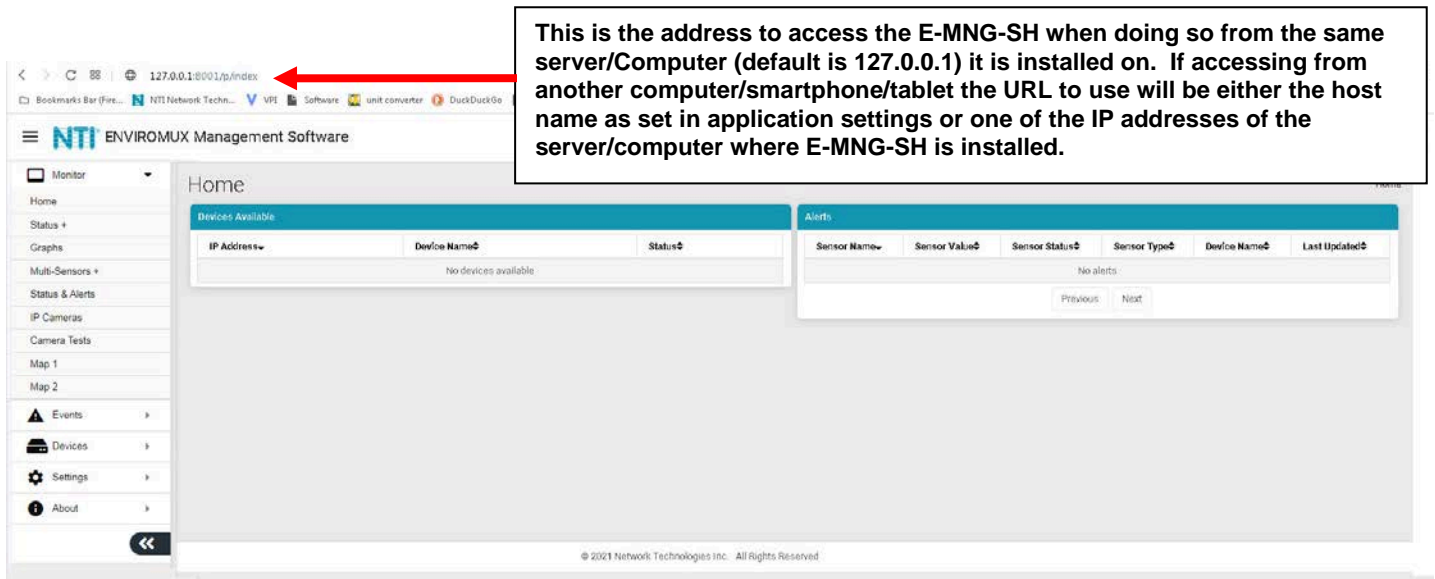 This is the address to access the E-MNG-SH when doing so from the same
server/Computer (default is 127.0.0.1) it is installed on.  If accessing from
another computer/smartphone/tablet the URL to use will be either the host
name as set in application settings or one of the IP addresses of the
server/computer where E-MNG-SH is installed.
127.0.0.1:8001/p/index
Bookmarks Bar (Fire... NTI Network Techn... VPI Software unit converter DuckDuckGo
NTI ENVIROMUX Management Software
Monitor
Home
Status +
Graphs
Multi-Sensors +
Status & Alerts
IP Cameras
Camera Tests
Map 1
Map 2
Events
Devices
Settings
About
Home
Home
Devices Available
IP Address Device Name Status
No devices available
Alerts
Sensor Name Sensor Value Sensor Status Sensor Type Device Name Last Updated
No alerts
Previous Next
© 2021 Network Technologies Inc. All Rights Reserved